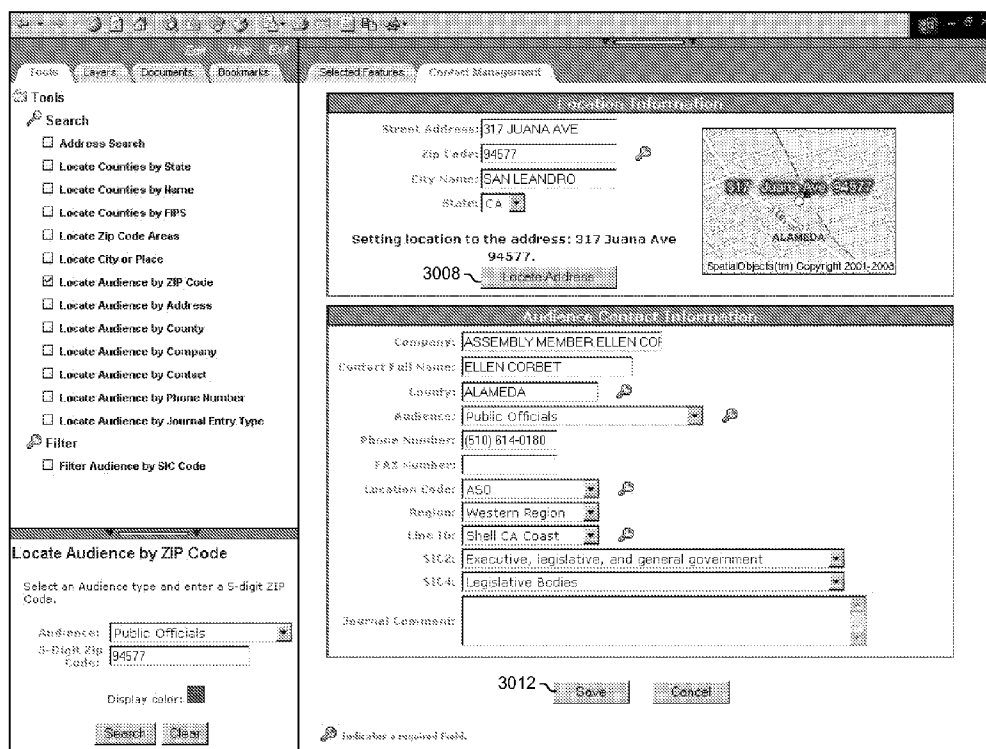 Help
Tools Layers Documents Bookmarks
Tools
Search
Address Search
Locate Counties by State
Locate Counties by Name
Locate Counties by FIPS
Locate Zip Code Areas
Locate City or Place
Locate Audience by ZIP Code
Locate Audience by Address
Locate Audience by County
Locate Audience by Company
Locate Audience by Contact
Locate Audience by Phone Number
Locate Audience by Journal Entry Type
Filter
Filter Audience by SIC Code
Locate Audience by ZIP Code
Select an Audience type and enter a 5-digit ZIP
Code.
Audience: Public Officials
5-Digit Zip
Code: 94577
Display color:
Search Clear
Selected Features Contact Management
Location Information
Street Address: 317 JUANA AVE
Zip Code: 94577
City Name: SAN LEANDRO
State: CA
Setting location to the address: 317 Juana Ave
94577.
3008 Locate Address
317 Juana Ave 94577
ALAMEDA
SpatialObjects(tm) Copyright 2001-2003
Audience Contact Information
Company: ASSEMBLY MEMBER ELLEN COR
Contact Full Name: ELLEN CORBET
County: ALAMEDA
Audience: Public Officials
Phone Number: (510) 614-0180
FAX Number:
Location Code: ASO
Region: Western Region
Line ID: Shell CA Coast
SIC2: Executive, legislative, and general government
SIC4: Legislative Bodies
Journal Comment:
3012 Save Cancel
Indicates a required field.